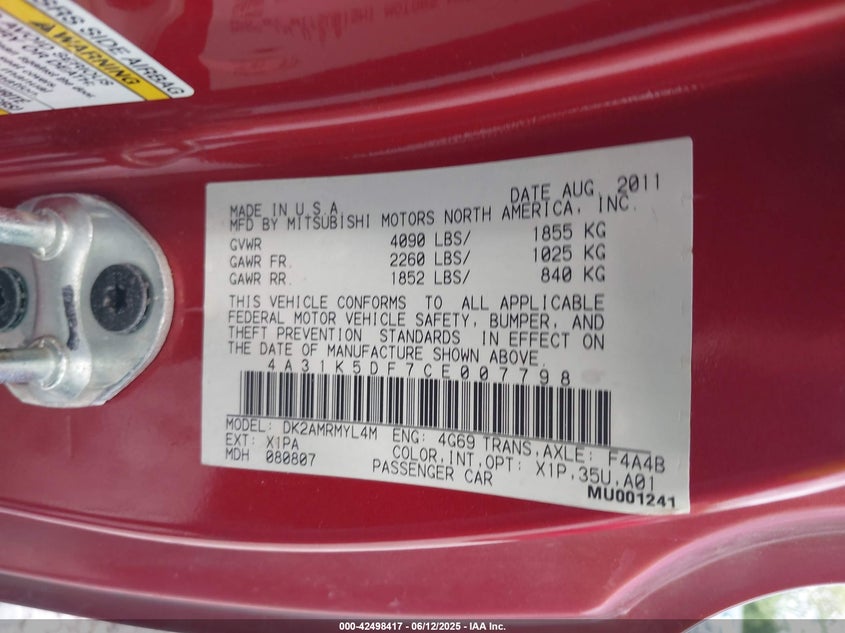 SIDE AIRBAG
WARNING
DATE AUG, 2011
MADE IN U.S.A.
MFD BY MITSUBISHI MOTORS NORTH AMERICA, INC.
GVWR 4090 LBS/ 1855 KG
GAWR FR. 2260 LBS/ 1025 KG
GAWR RR. 1852 LBS/ 840 KG
THIS VEHICLE CONFORMS TO ALL APPLICABLE
FEDERAL MOTOR VEHICLE SAFETY, BUMPER, AND
THEFT PREVENTION STANDARDS IN EFFECT ON
THE DATE OF MANUFACTURE SHOWN ABOVE.
4A31K5DF7CE007798
MODEL: DK2AMRMYL4M ENG: 4G69 TRANS,AXLE: F4A4B
EXT: X1PA COLOR,INT,OPT: X1P,35U,A01
MDH 080807 PASSENGER CAR
MU001241
000-42498417 - 06/12/2025 - IAA Inc.